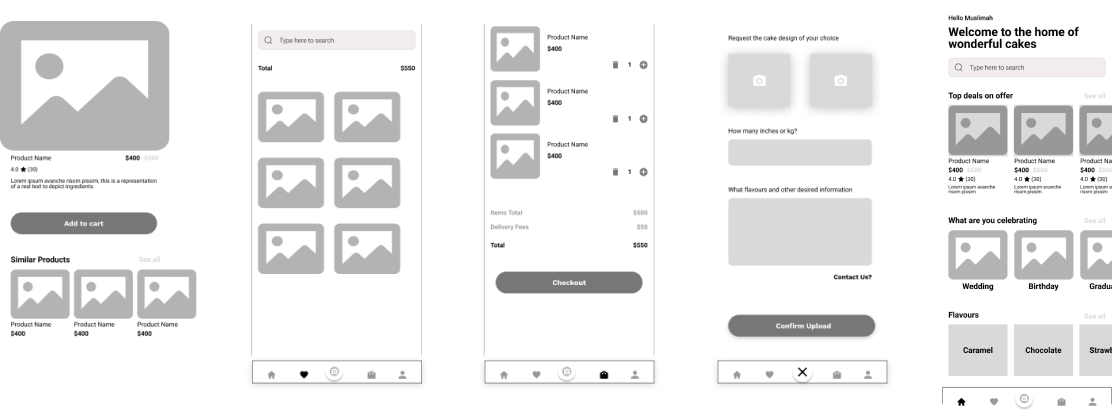 Product Name $400 $500
4.0 ★ (30)
Lorem ipsum avanche risom pissim, this is a representation
of a real text to depict ingredients.
Add to cart
Similar Products See all
Product Name Product Name Product Name
$400 $400 $400
Type here to search
Total $550
Product Name
$400
1
Product Name
$400
1
Product Name
$400
1
Items Total $500
Delivery Fees $50
Total $550
Checkout
Request the cake design of your choice
How many inches or kg?
What flavours and other desired information
Contact Us?
Confirm Upload
Hello Muslimah
Welcome to the home of
wonderful cakes
Type here to search
Top deals on offer See all
Product Name Product Name Product Na
$400 $500 $400 $500 $400 $500
4.0 ★ (30) 4.0 ★ (30) 4.0 ★ (30)
Lorem ipsum avanche Lorem ipsum avanche Lorem ipsum a
risom pissim risom pissim risom pissim
What are you celebrating See all
Wedding Birthday Gradua
Flavours See all
Caramel Chocolate Strawb